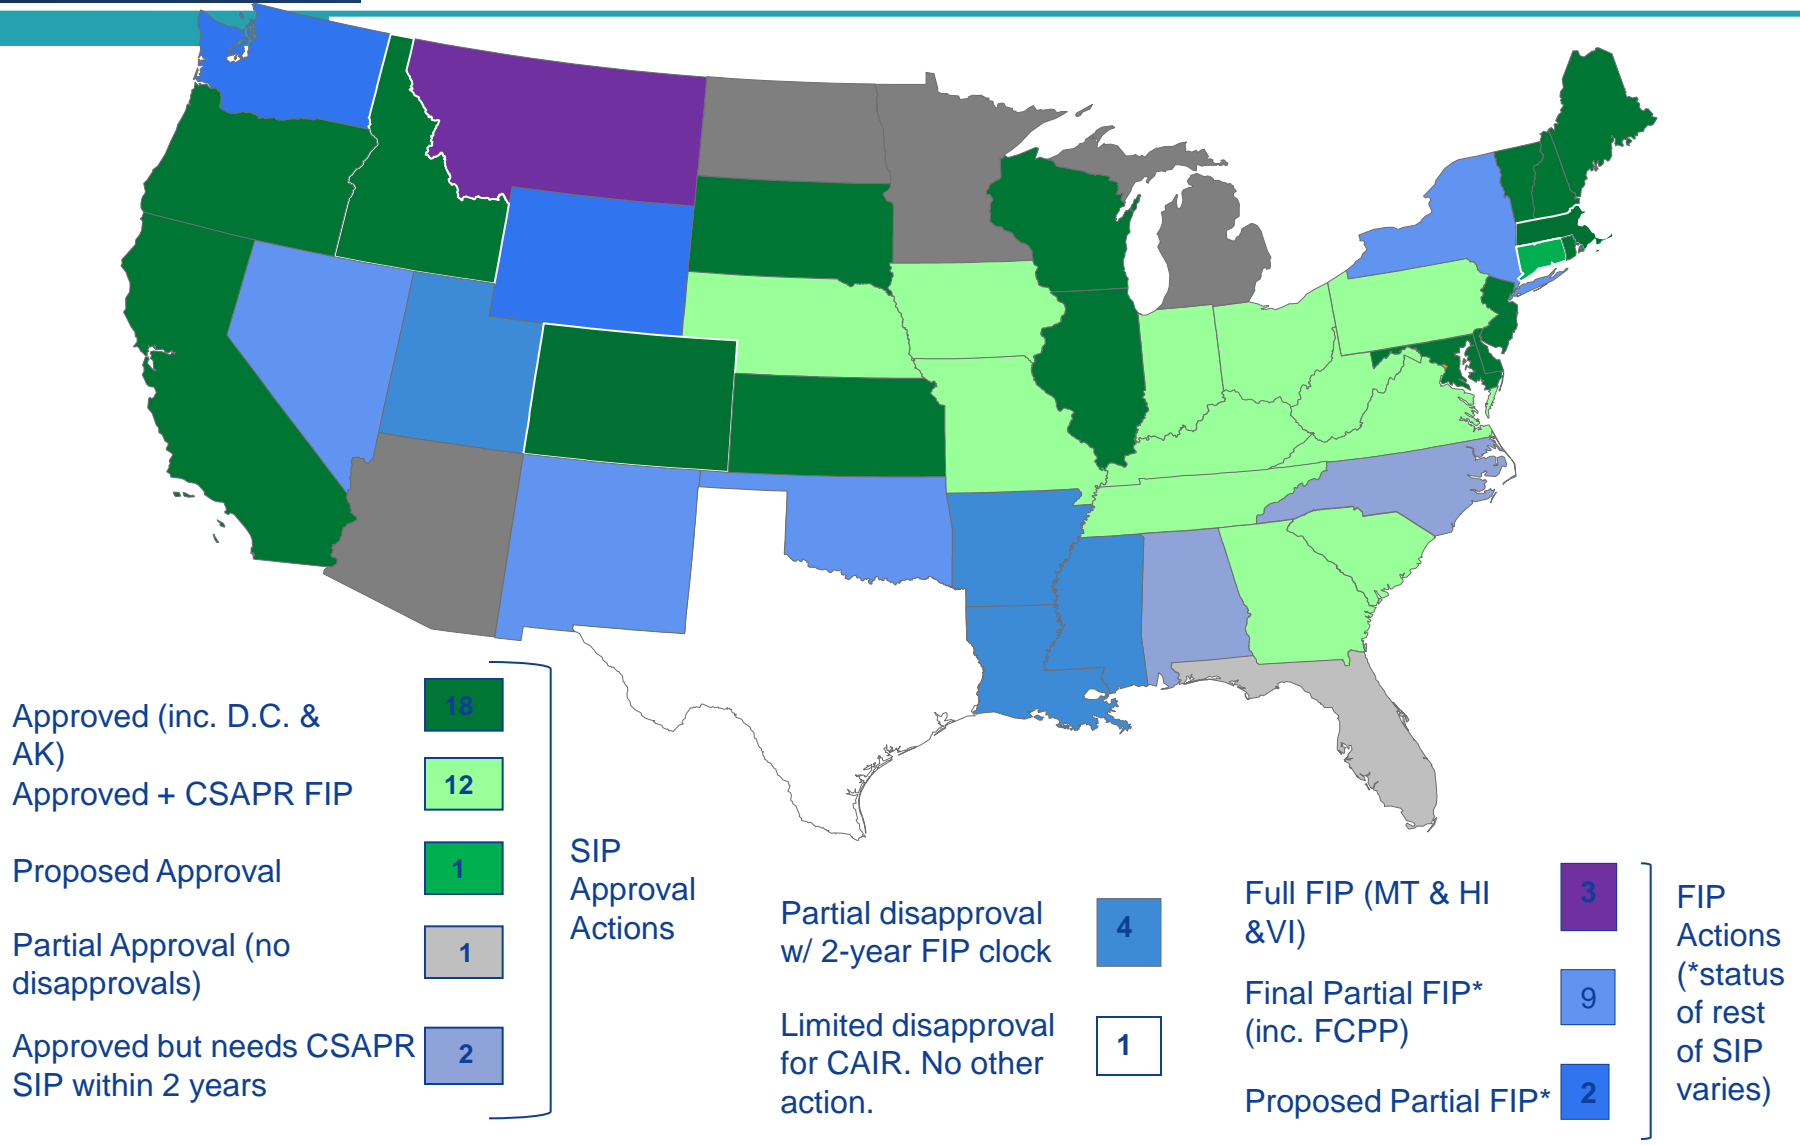 Approved (inc. D.C. &
AK)
18
Approved + CSAPR FIP
12
Proposed Approval
1
Partial Approval (no
disapprovals)
1
Approved but needs CSAPR
SIP within 2 years
2
SIP
Approval
Actions
Partial disapproval
w/ 2-year FIP clock
4
Limited disapproval
for CAIR. No other
action.
1
Full FIP (MT & HI
&VI)
3
Final Partial FIP*
(inc. FCPP)
9
Proposed Partial FIP*
2
FIP
Actions
(*status
of rest
of SIP
varies)